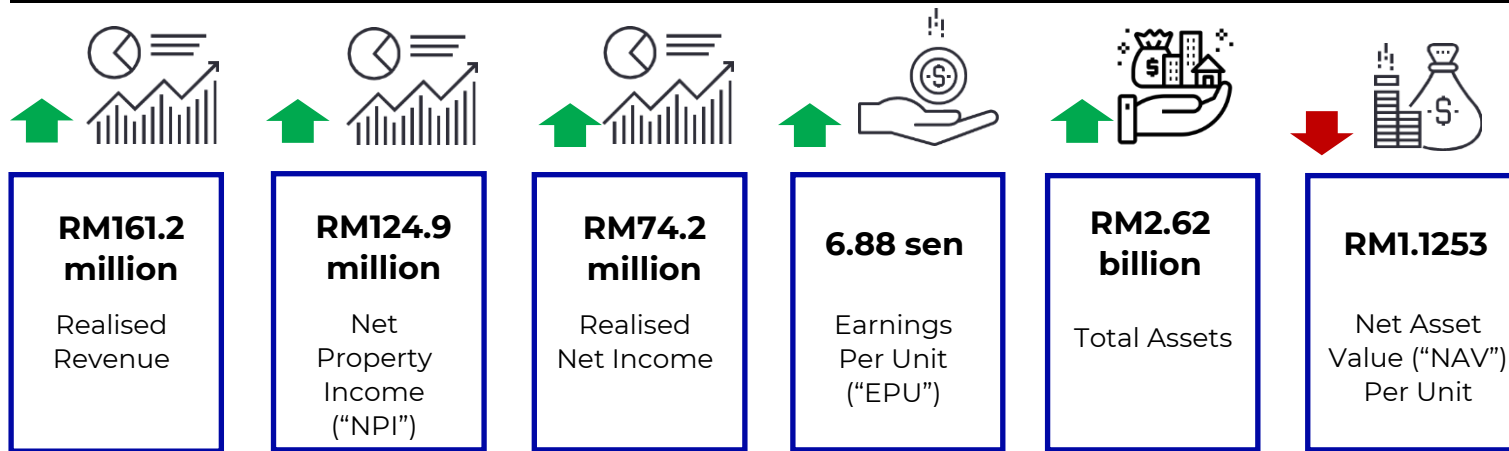 RM161.2
million
Realised
Revenue
RM124.9
million
Net
Property
Income
(“NPI”)
RM74.2
million
Realised
Net Income
6.88 sen
Earnings
Per Unit
(“EPU”)
RM2.62
billion
Total Assets
RM1.1253
Net Asset
Value (“NAV”)
Per Unit